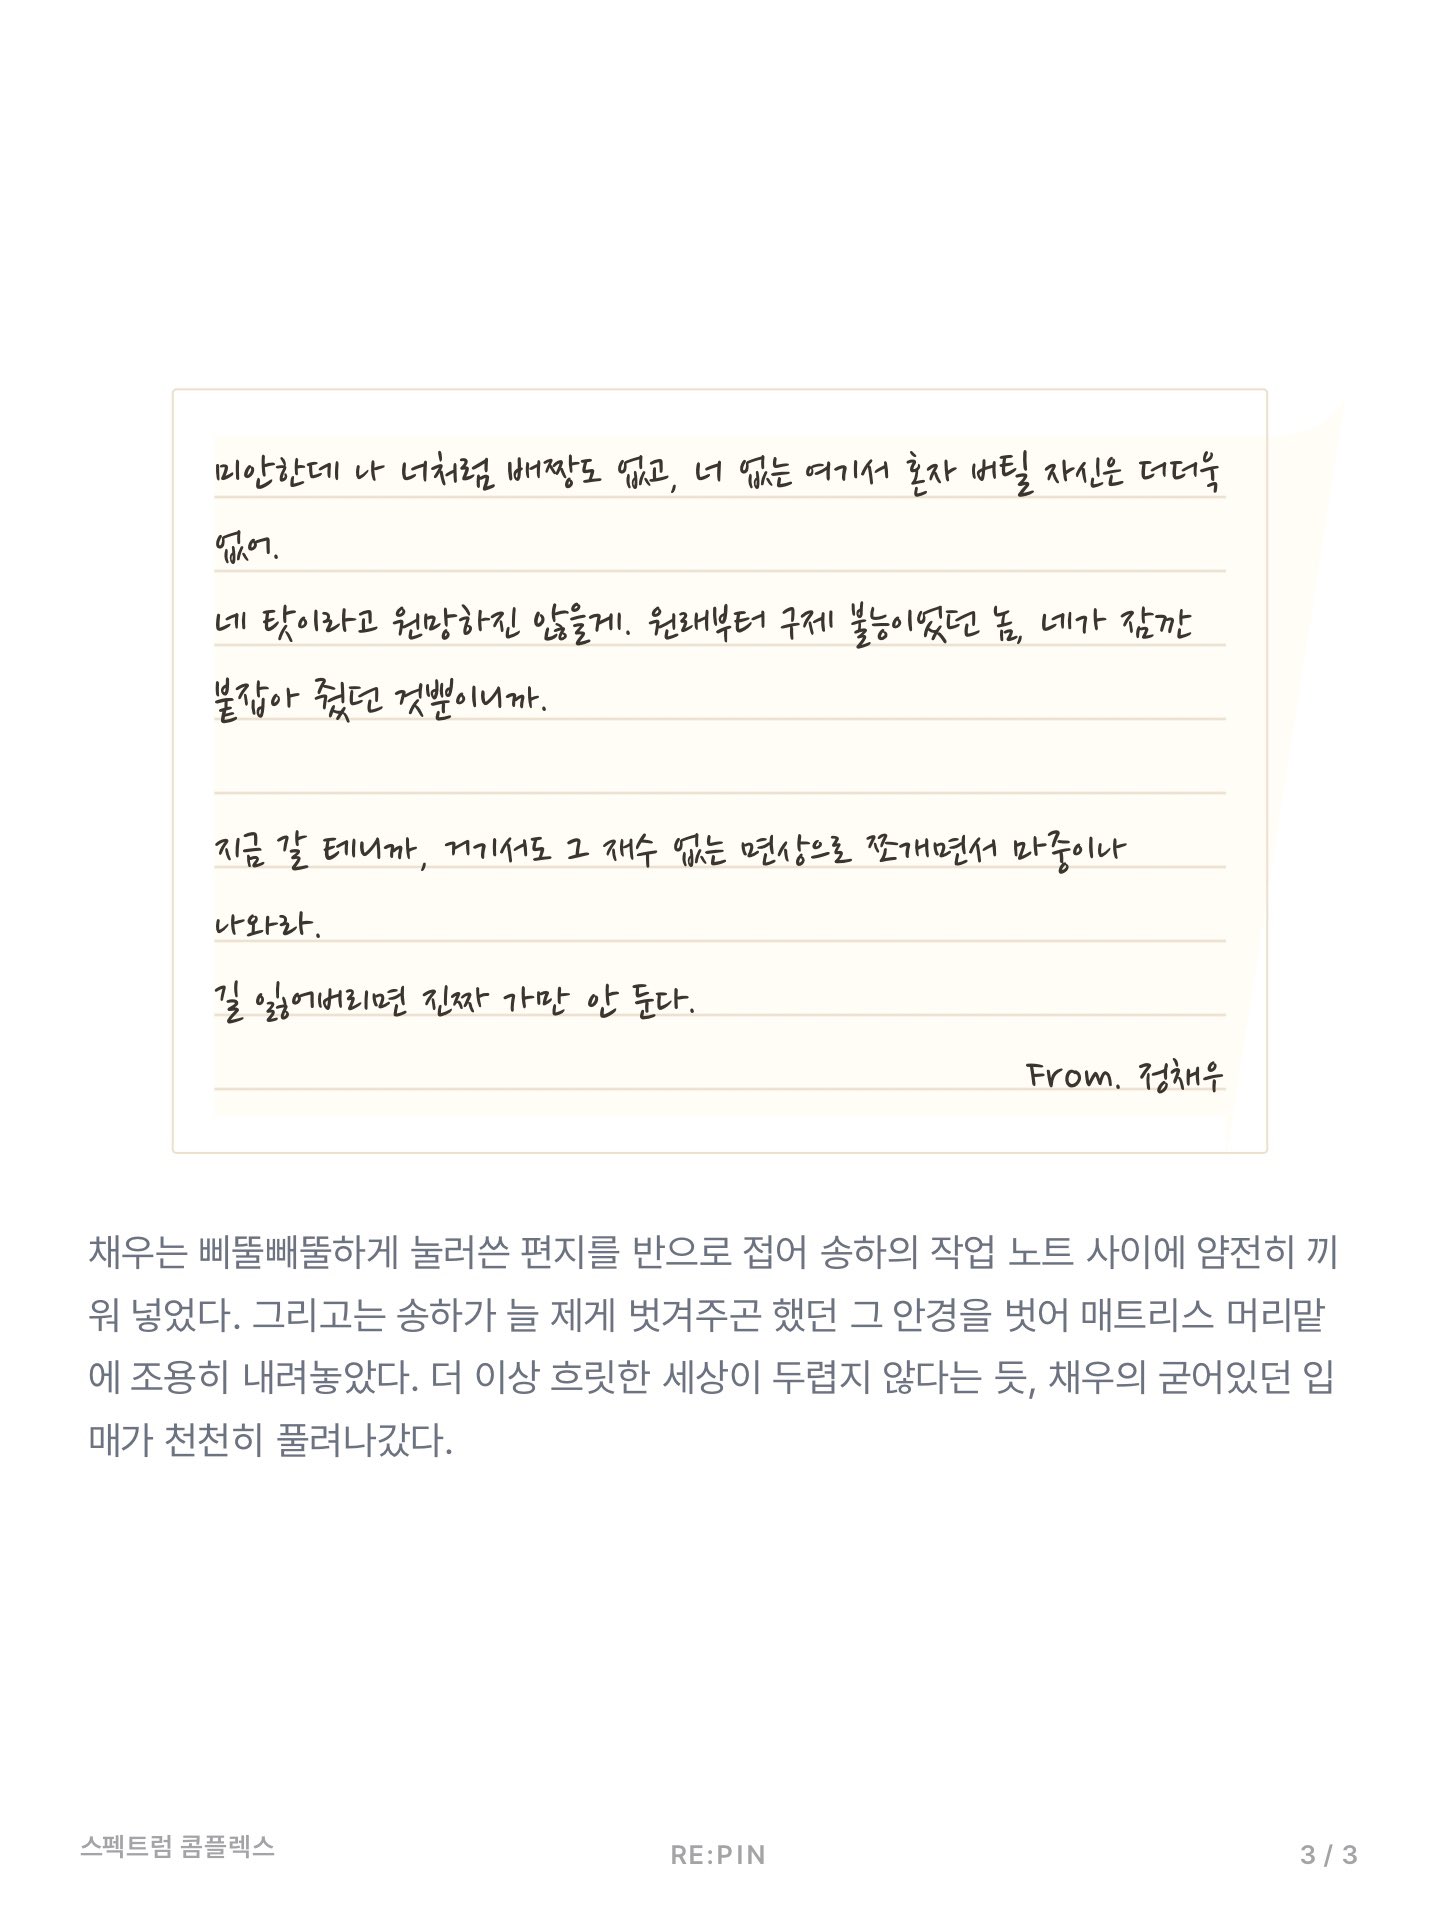 미안한데 나 너처럼 배짱도 없고, 너 없는 여기서 혼자 버틸 자신은 더더욱
없어.
네 탓이라고 원망하진 않을게. 원래부터 구제 불능이었던 놈, 네가 잠깐
붙잡아 줬던 것뿐이니까.
지금 갈 테니까, 거기서도 그 재수 없는 면상으로 쪼개면서 마중이나
나와라.
길 잃어버리면 진짜 가만 안 둔다.
From. 정채우
채우는 삐뚤빼뚤하게 눌러쓴 편지를 반으로 접어 송하의 작업 노트 사이에 얌전히 끼
워 넣었다. 그리고는 송하가 늘 제게 벗겨주곤 했던 그 안경을 벗어 매트리스 머리맡
에 조용히 내려놓았다. 더 이상 흐릿한 세상이 두렵지 않다는 듯, 채우의 굳어있던 입
매가 천천히 풀려나갔다.
스펙트럼 콤플렉스
RE:PIN
3 / 3